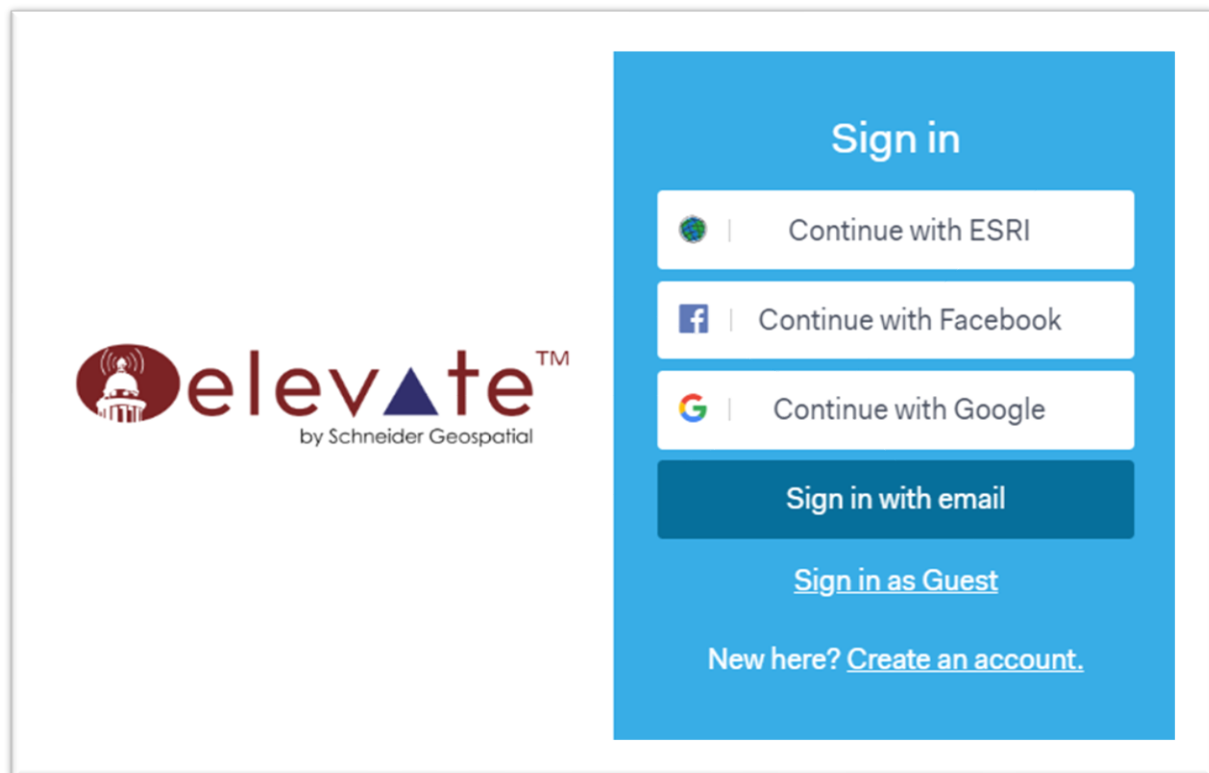 elevate™
by Schneider Geospatial
Sign in
Continue with ESRI
Continue with Facebook
Continue with Google
Sign in with email
Sign in as Guest
New here? Create an account.